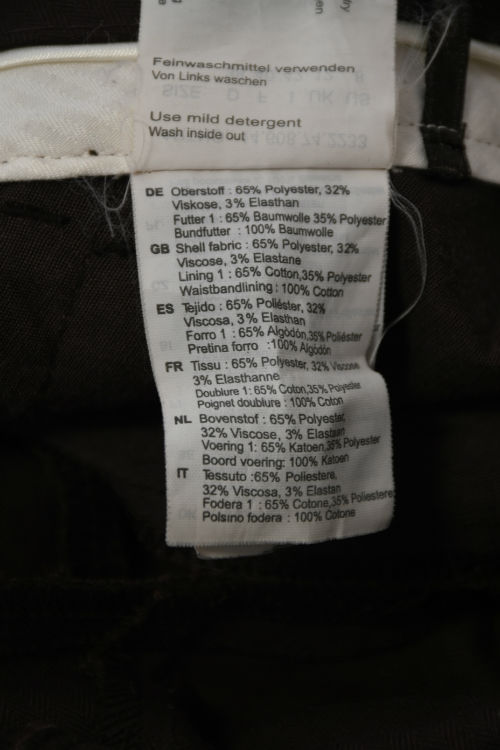 Feinwaschmittel verwenden
Von Links waschen
Use mild detergent
Wash inside out
DE Oberstoff : 65% Polyester, 32%
Viskose, 3% Elasthan
Futter 1 : 65% Baumwolle 35% Polyester
Bundfutter : 100% Baumwolle
GB Shell fabric : 65% Polyester, 32%
Viscose, 3% Elastane
Lining 1 : 65% Cotton,35% Polyester
Waistbandlining : 100% Cotton
ES Tejido : 65% Poliéster, 32%
Viscosa, 3% Elasthan
Forro 1 : 65% Algódón,35% Poliéster
Pretina forro :100% Algódón
FR Tissu : 65% Polyester, 32% Viscose
3% Elasthanne
Doublure 1: 65% Coton,35% Polyester
Poignet doublure : 100% Coton
NL Bovenstof : 65% Polyester,
32% Viscose, 3% Elastaan
Voering 1: 65% Katoen,35% Polyester
Boord voering: 100% Katoen
IT Tessuto :65% Poliestere,
32% Viscosa, 3% Elastan
Fodera 1 : 65% Cotone,35% Poliestere
Polsino fodera : 100% Cotone